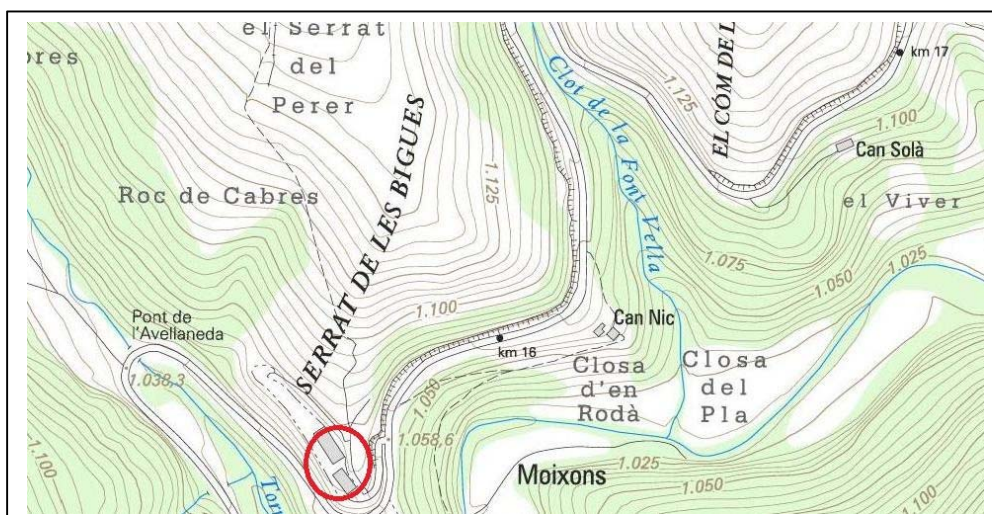 el Serrat
del
Perer
bres
Roc de Cabres
SERRAT DE LES BIGUES
Pont de
l'Avellaneda
1.038,3
1.100
Clot de la Font Vella
1.125
1.125
EL CÓM DE L
km 17
1.100
Can Solà
el Viver
1.075
1.050
1.025
1.100
km 16
Can Nic
1.050
Closa
d'en
Rodà
Closa
del
Pla
1.058,6
Moixons
1.025
1.050
1.100
Torr